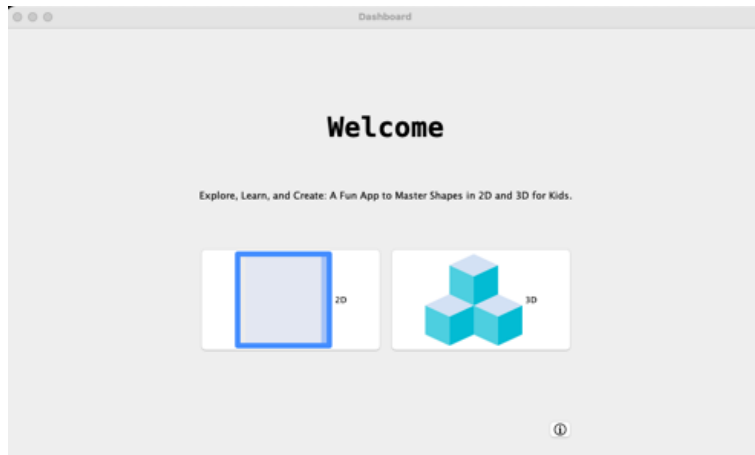 Dashboard
Welcome
Explore, Learn, and Create: A Fun App to Master Shapes in 2D and 3D for Kids.
2D
3D